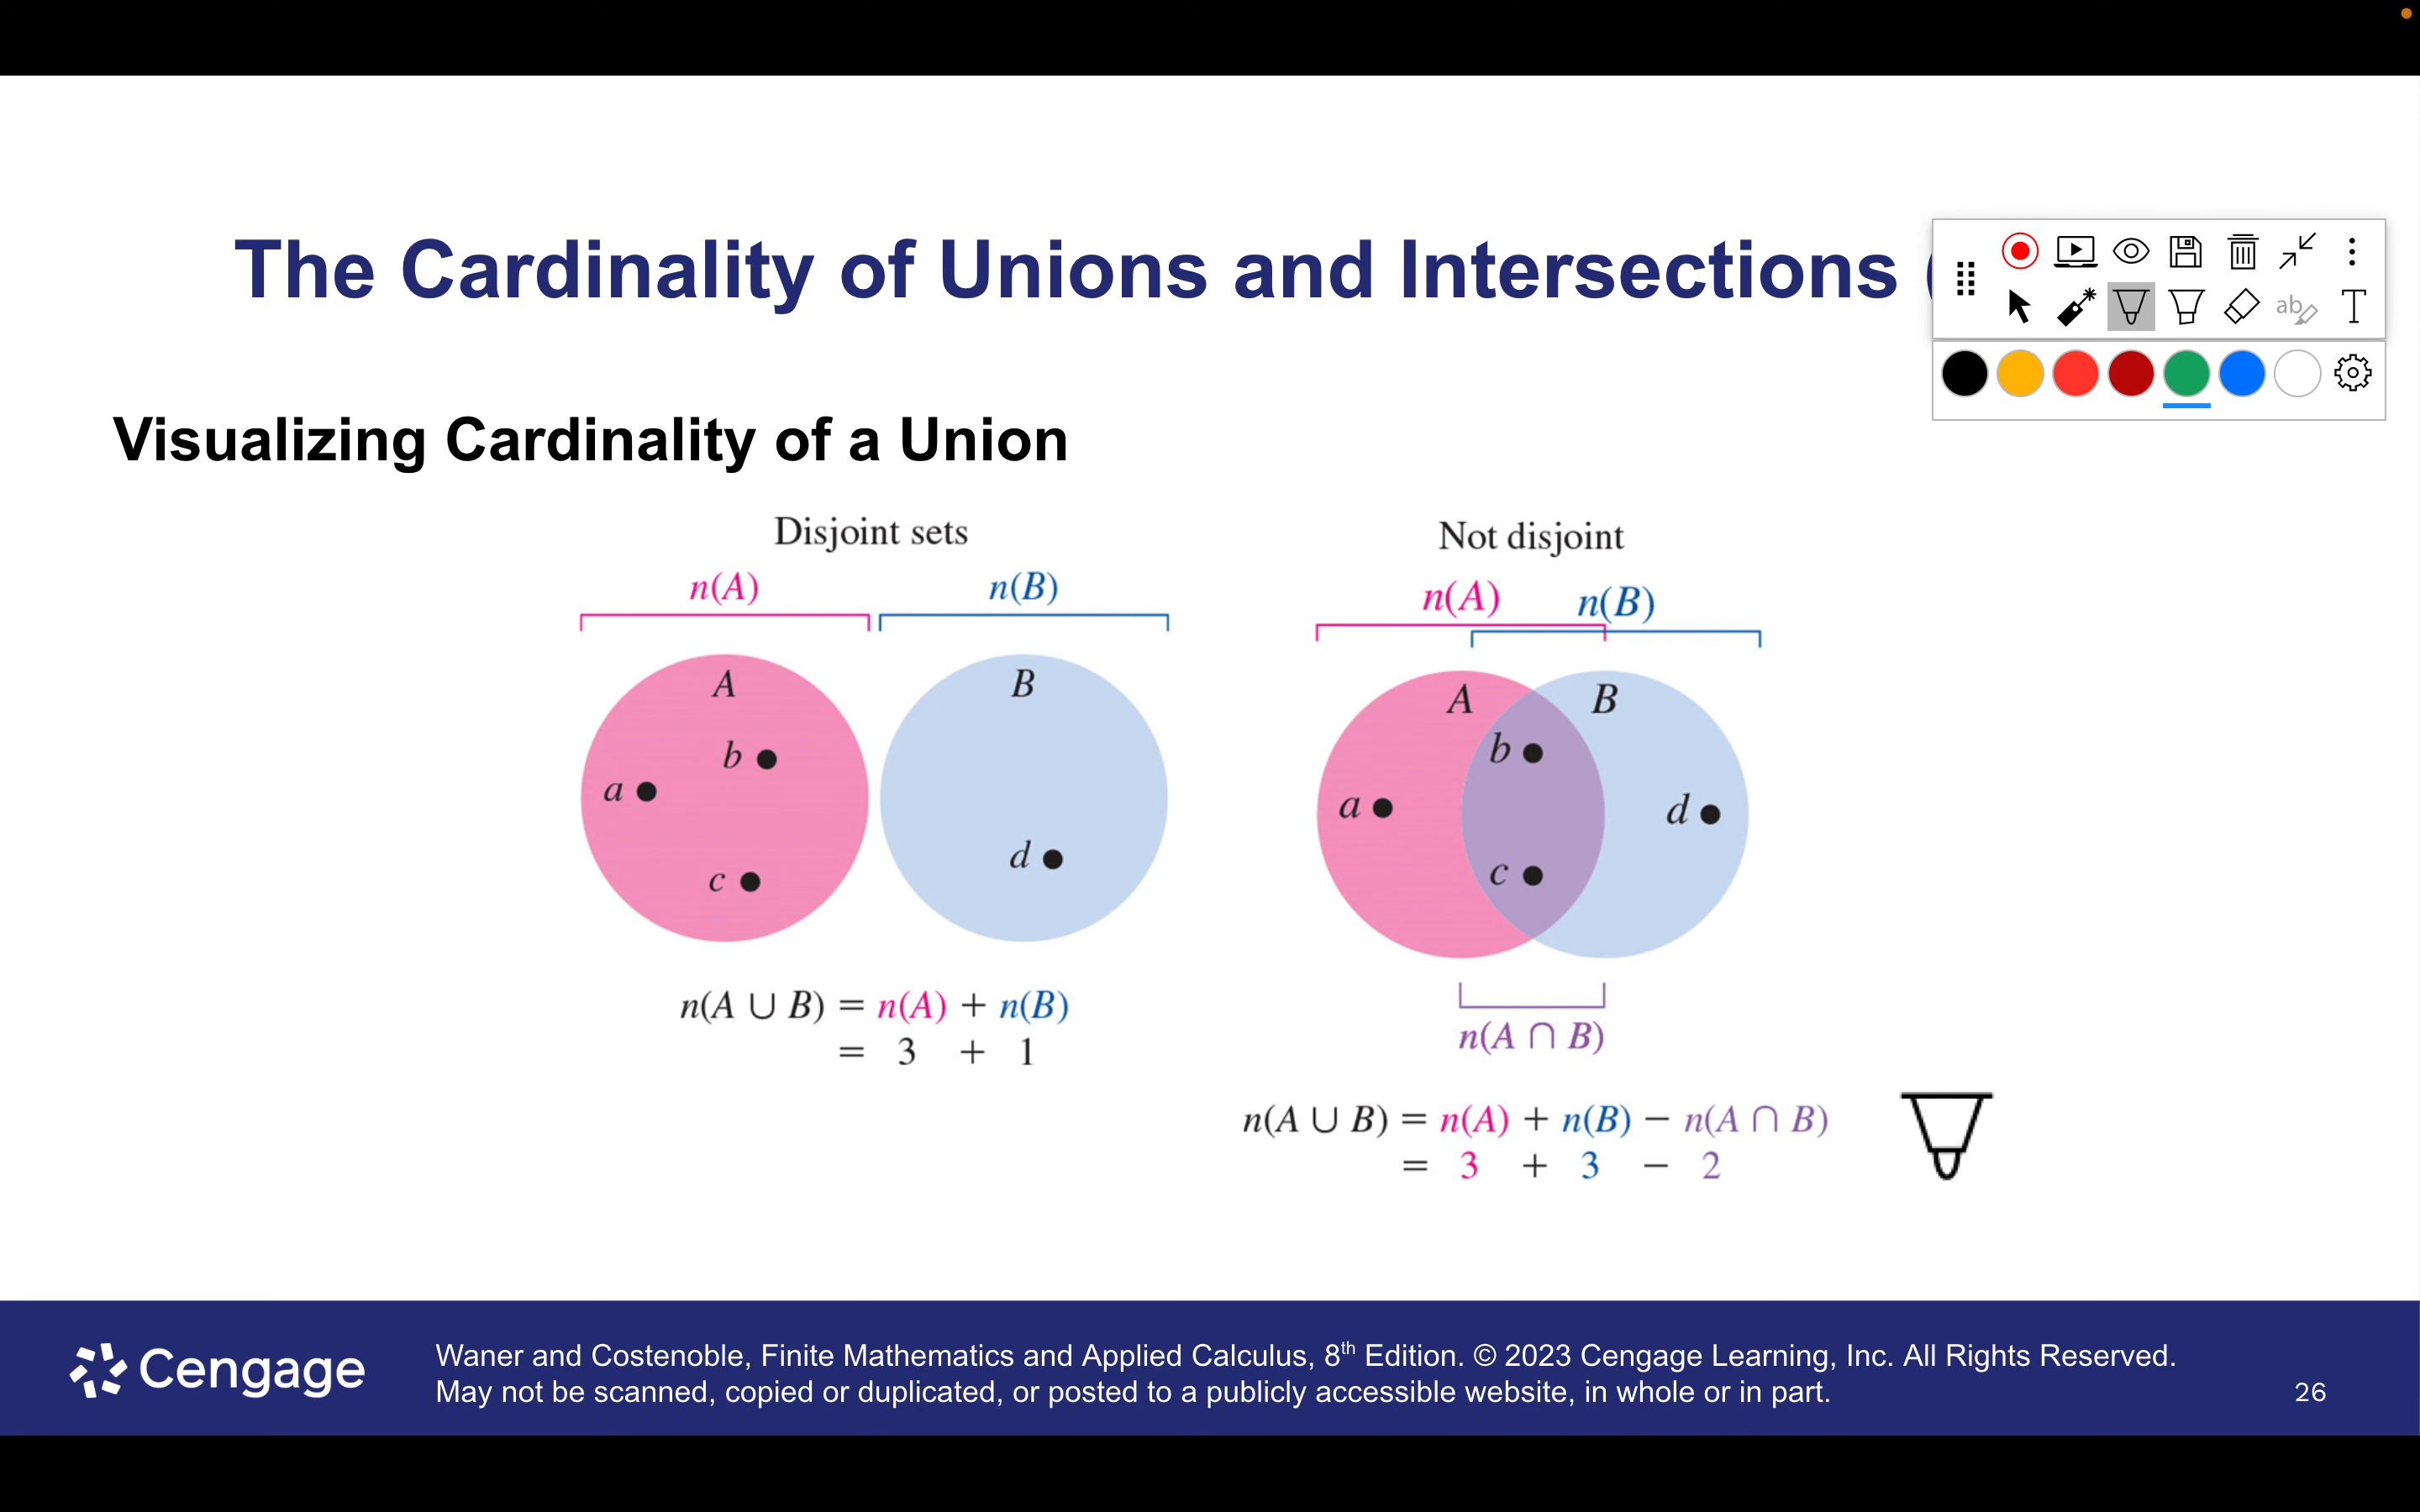 The Cardinality of Unions and Intersections (
ab
T
Visualizing Cardinality of a Union
Disjoint sets
n(A) n(B)
A B
b
a
d
c
n(A ∪ B) = n(A) + n(B)
= 3 + 1
Not disjoint
n(A) n(B)
A B
b
a d
c
n(A ∩ B)
n(A ∪ B) = n(A) + n(B) − n(A ∩ B)
= 3 + 3 − 2
Cengage
Waner and Costenoble, Finite Mathematics and Applied Calculus, 8th Edition. © 2023 Cengage Learning, Inc. All Rights Reserved.
May not be scanned, copied or duplicated, or posted to a publicly accessible website, in whole or in part.
26